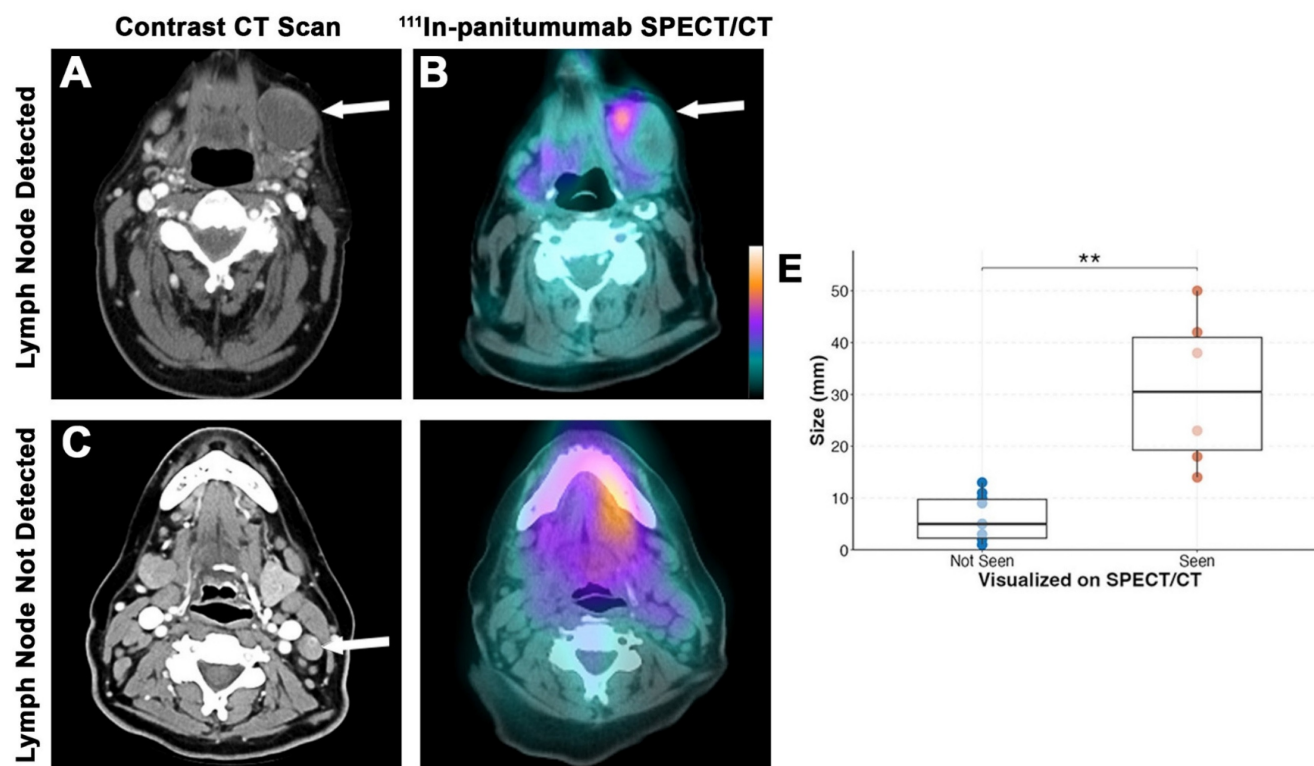 Contrast CT Scan
¹¹¹In-panitumumab SPECT/CT
Lymph Node Detected
A
B
Lymph Node Not Detected
C
E
**
Size (mm)
50
40
30
20
10
0
Not Seen
Seen
Visualized on SPECT/CT